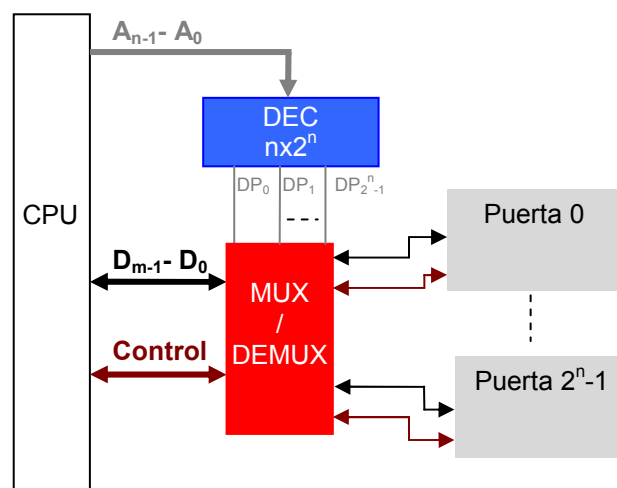 Aₙ₋₁- A₀
DEC
nx2ⁿ
DP₀ DP₁ DP₂ⁿ₋₁
CPU
Puerta 0
Dₘ₋₁- D₀
MUX
/
DEMUX
Control
Puerta 2ⁿ-1